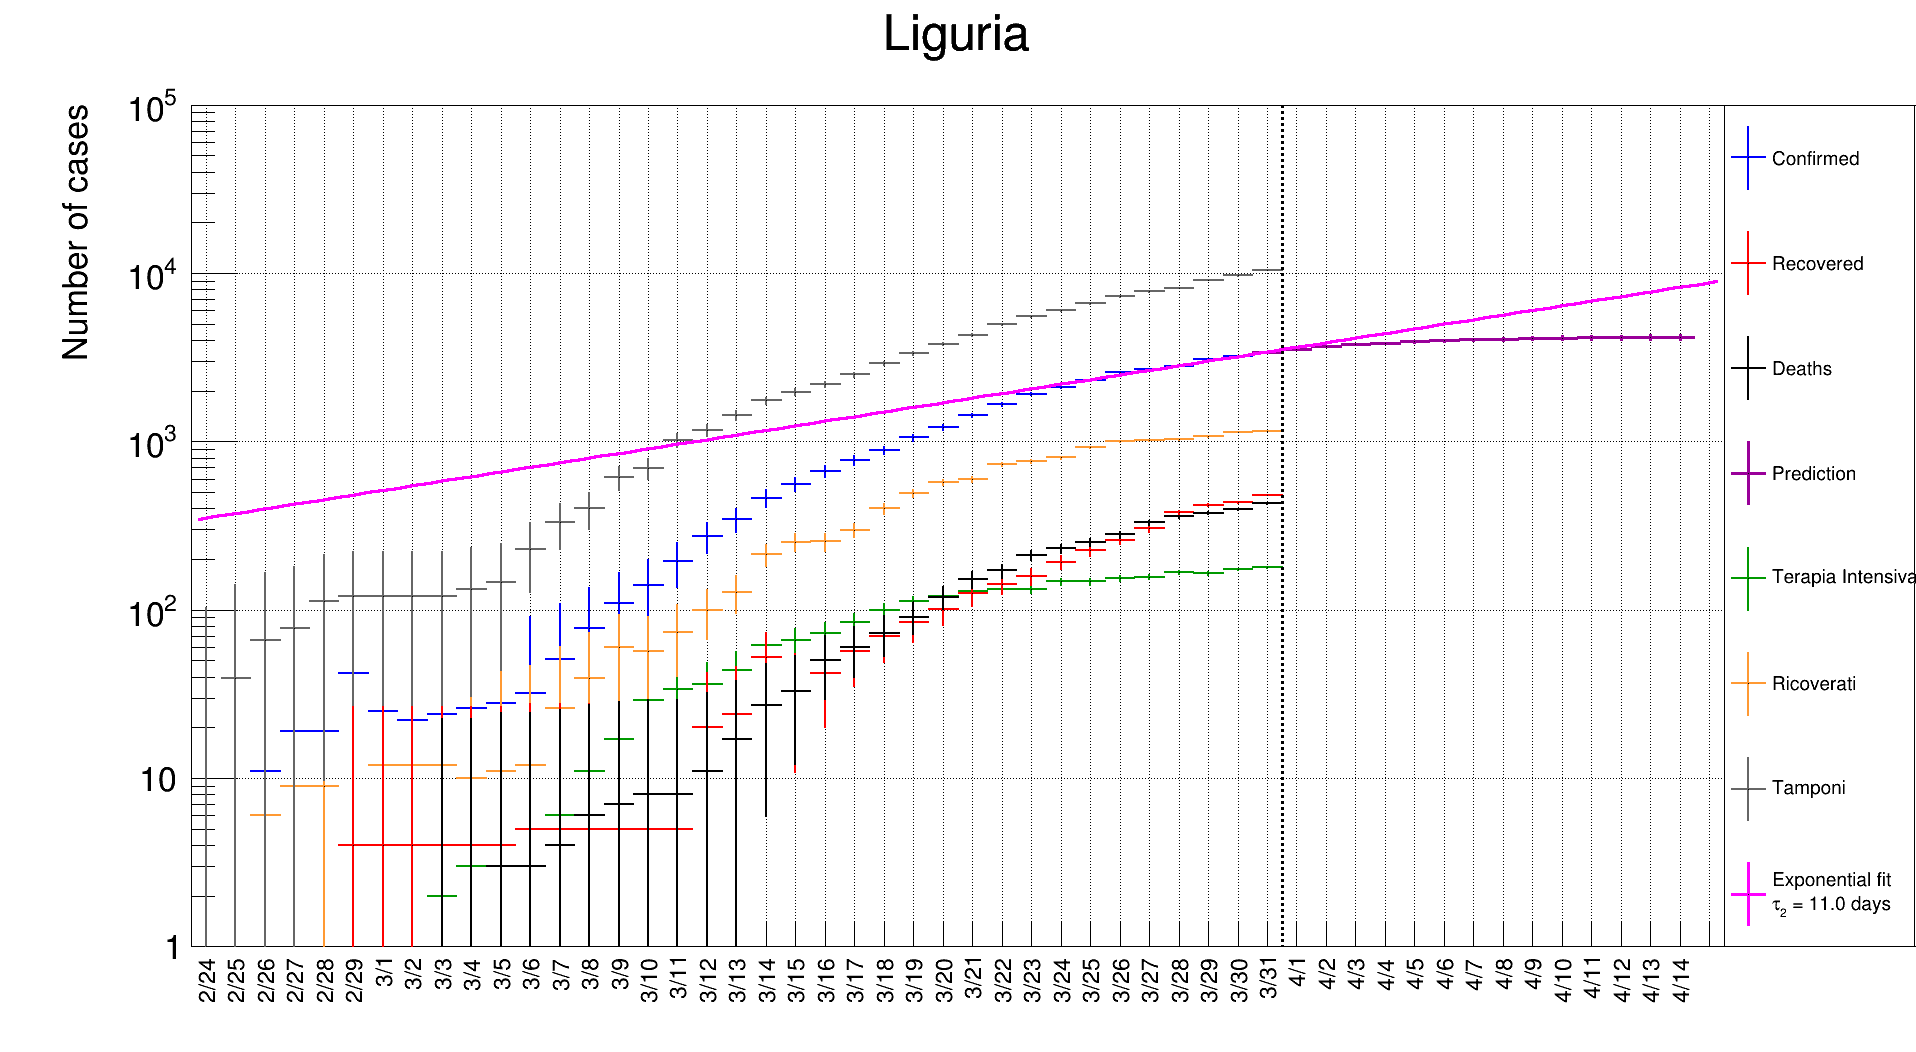 Liguria
Number of cases
10^5
10^4
10^3
10^2
10
1
2/24 2/25 2/26 2/27 2/28 2/29 3/1 3/2 3/3 3/4 3/5 3/6 3/7 3/8 3/9 3/10 3/11 3/12 3/13 3/14 3/15 3/16 3/17 3/18 3/19 3/20 3/21 3/22 3/23 3/24 3/25 3/26 3/27 3/28 3/29 3/30 3/31 4/1 4/2 4/3 4/4 4/5 4/6 4/7 4/8 4/9 4/10 4/11 4/12 4/13 4/14
Confirmed
Recovered
Deaths
Prediction
Terapia Intensiva
Ricoverati
Tamponi
Exponential fit
τ_2 = 11.0 days